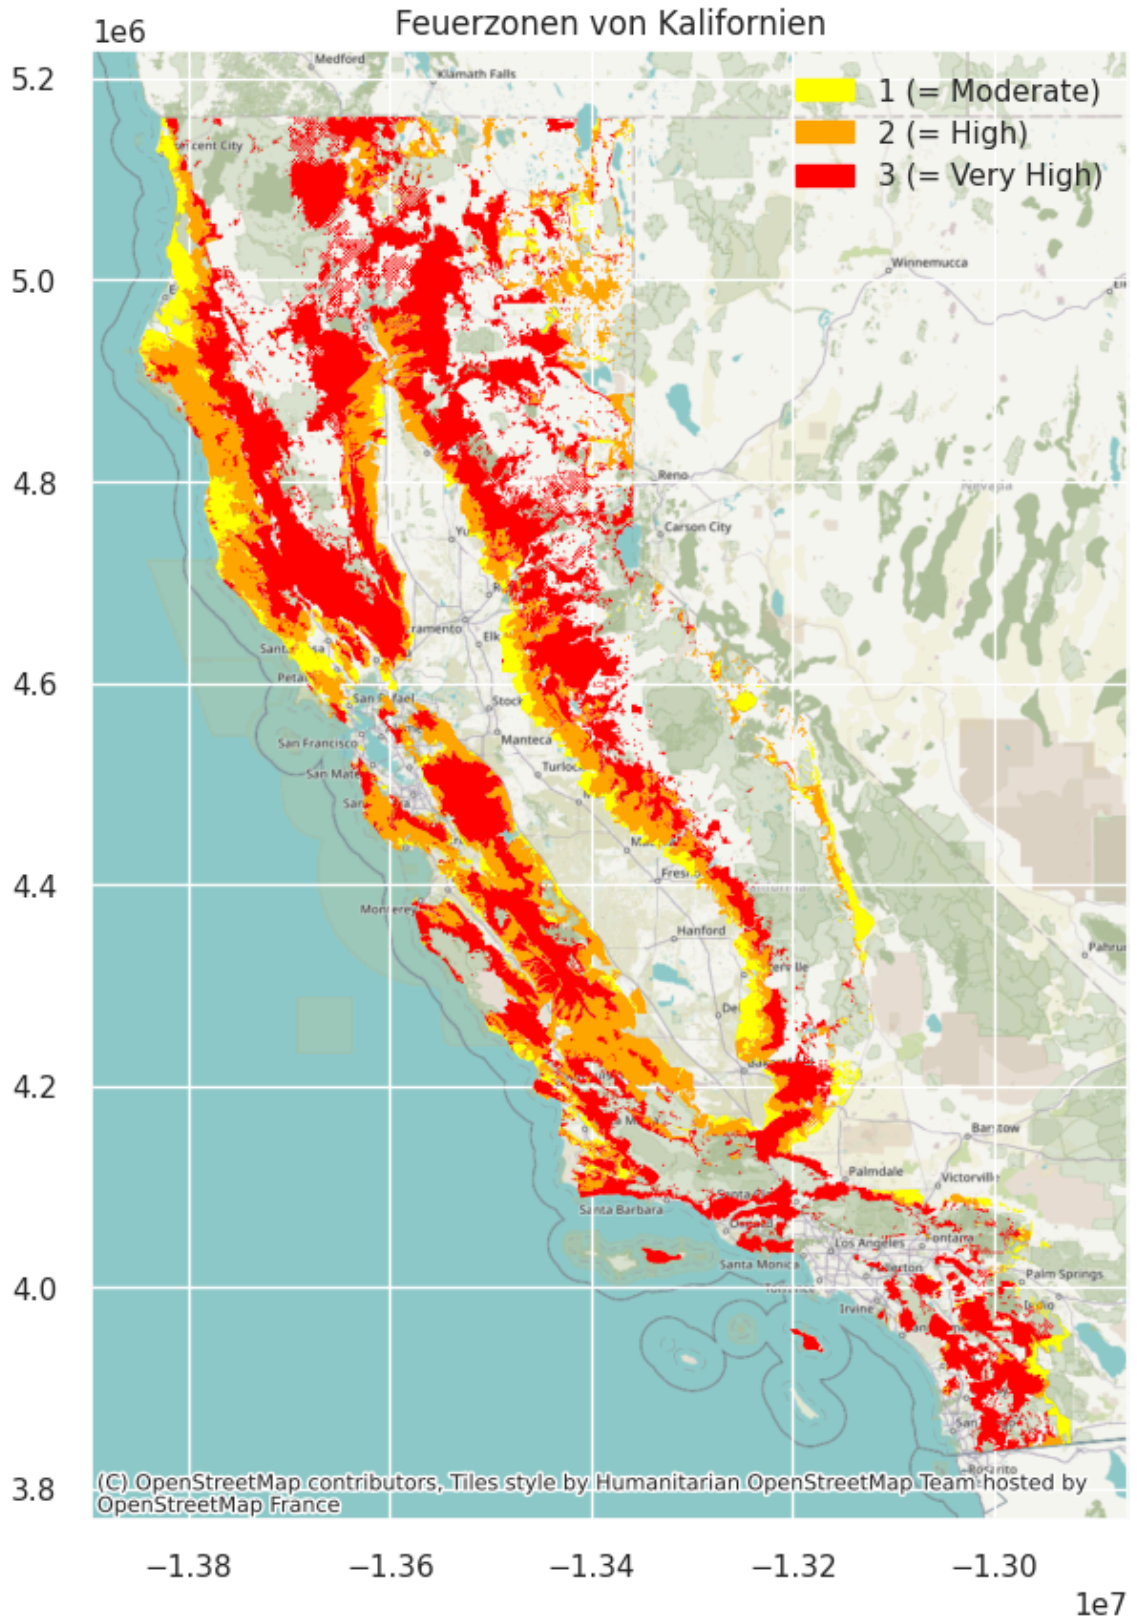 Feuerzonen von Kalifornien
1e6
5.2
5.0
4.8
4.6
4.4
4.2
4.0
3.8
1 (= Moderate)
2 (= High)
3 (= Very High)
Medford
Klamath Falls
Winnemucca
Reno
Carson City
Nevada
San Francisco
Manteca
Monterey
Hanford
Barstow
Palmdale
Victorville
Santa Barbara
Los Angeles
Fontana
Santa Monica
Palm Springs
Irvine
(C) OpenStreetMap contributors, Tiles style by Humanitarian OpenStreetMap Team hosted by
OpenStreetMap France
−1.38
−1.36
−1.34
−1.32
−1.30
1e7